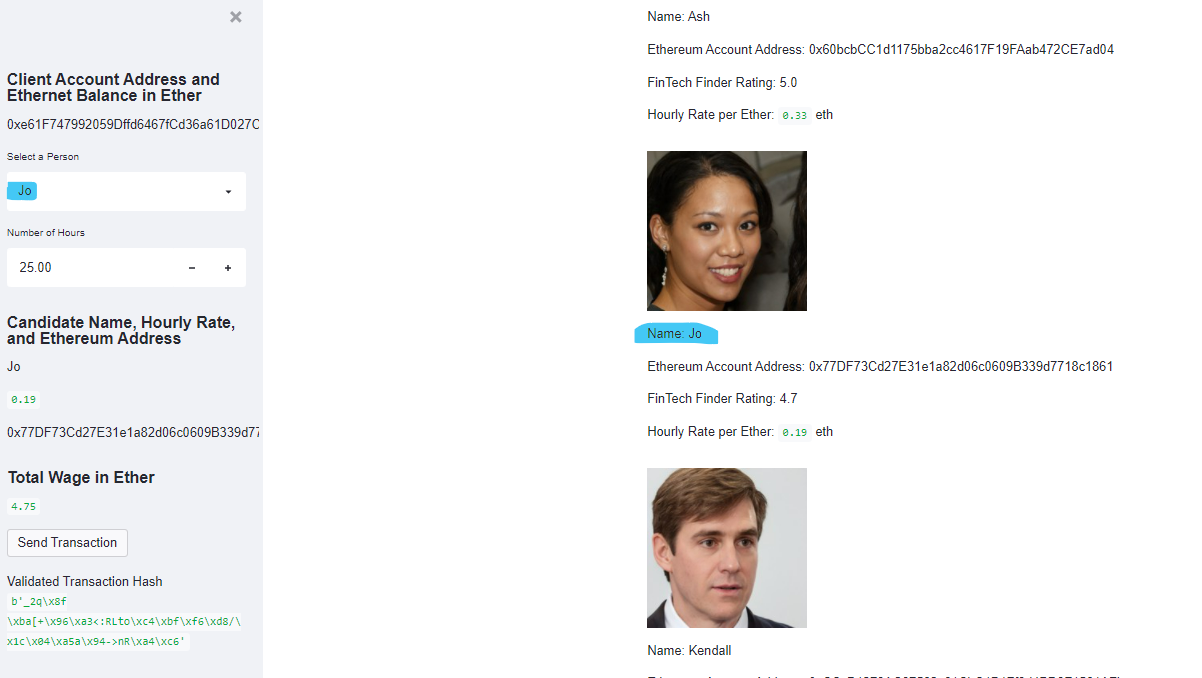 ×
Client Account Address and
Ethernet Balance in Ether
0xe61F747992059Dffd6467fCd36a61D027C
Select a Person
Jo
Number of Hours
25.00 − +
Candidate Name, Hourly Rate,
and Ethereum Address
Jo
0.19
0x77DF73Cd27E31e1a82d06c0609B339d77
Total Wage in Ether
4.75
Send Transaction
Validated Transaction Hash
b'_2q\x8f
\xba[+\x96\xa3<:RLto\xc4\xbf\xf6\xd8/\
x1c\x04\xa5a\x94->nR\xa4\xc6'
Name: Ash
Ethereum Account Address: 0x60bcbCC1d1175bba2cc4617F19FAab472CE7ad04
FinTech Finder Rating: 5.0
Hourly Rate per Ether: 0.33 eth
Name: Jo
Ethereum Account Address: 0x77DF73Cd27E31e1a82d06c0609B339d7718c1861
FinTech Finder Rating: 4.7
Hourly Rate per Ether: 0.19 eth
Name: Kendall